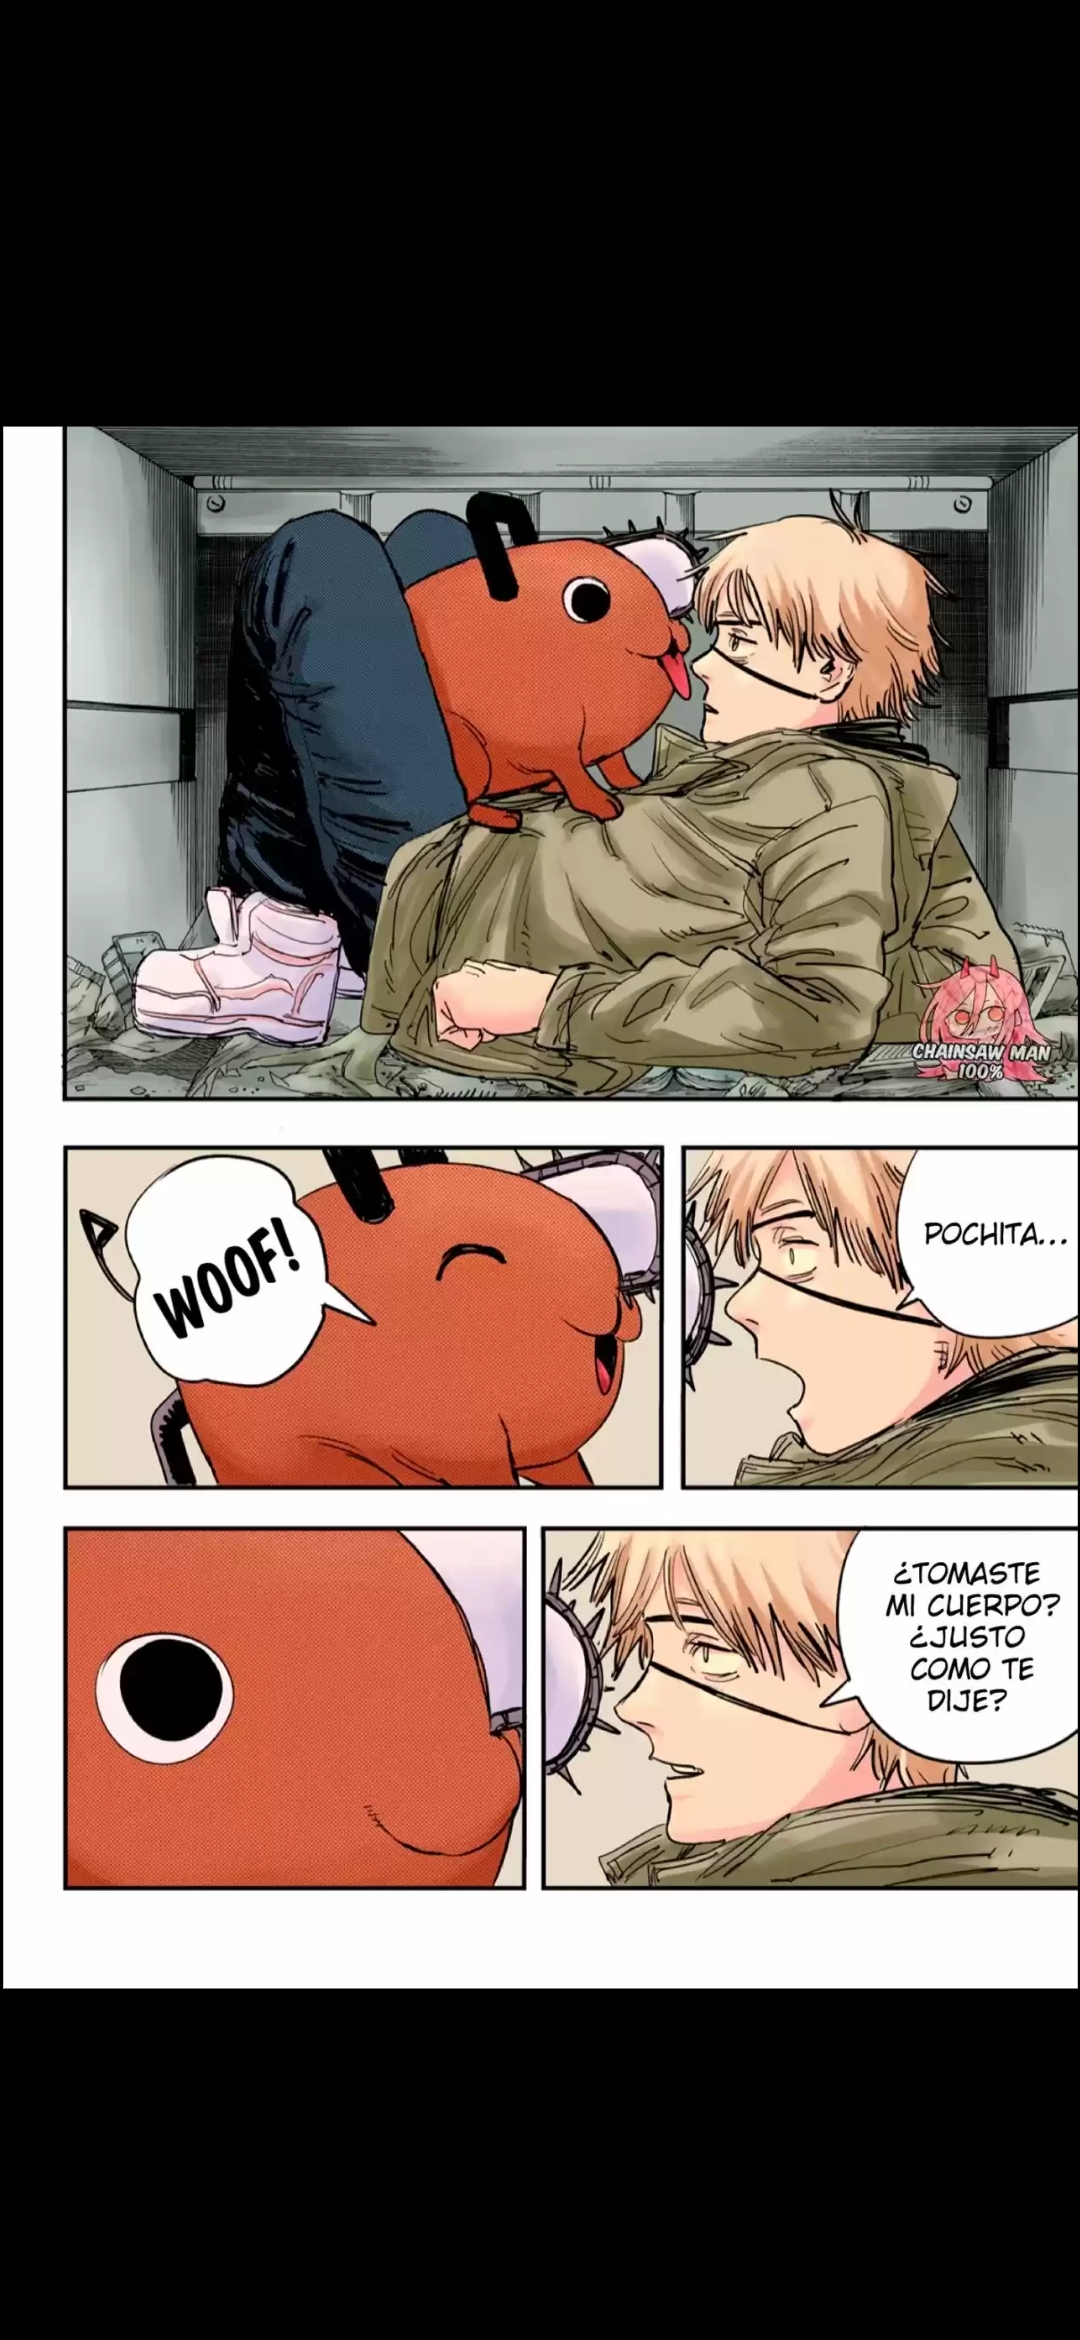 CHAINSAW MAN
100%
POCHITA...
WOOF!
¿TOMASTE
MI CUERPO?
¿JUSTO
COMO TE
DIJE?